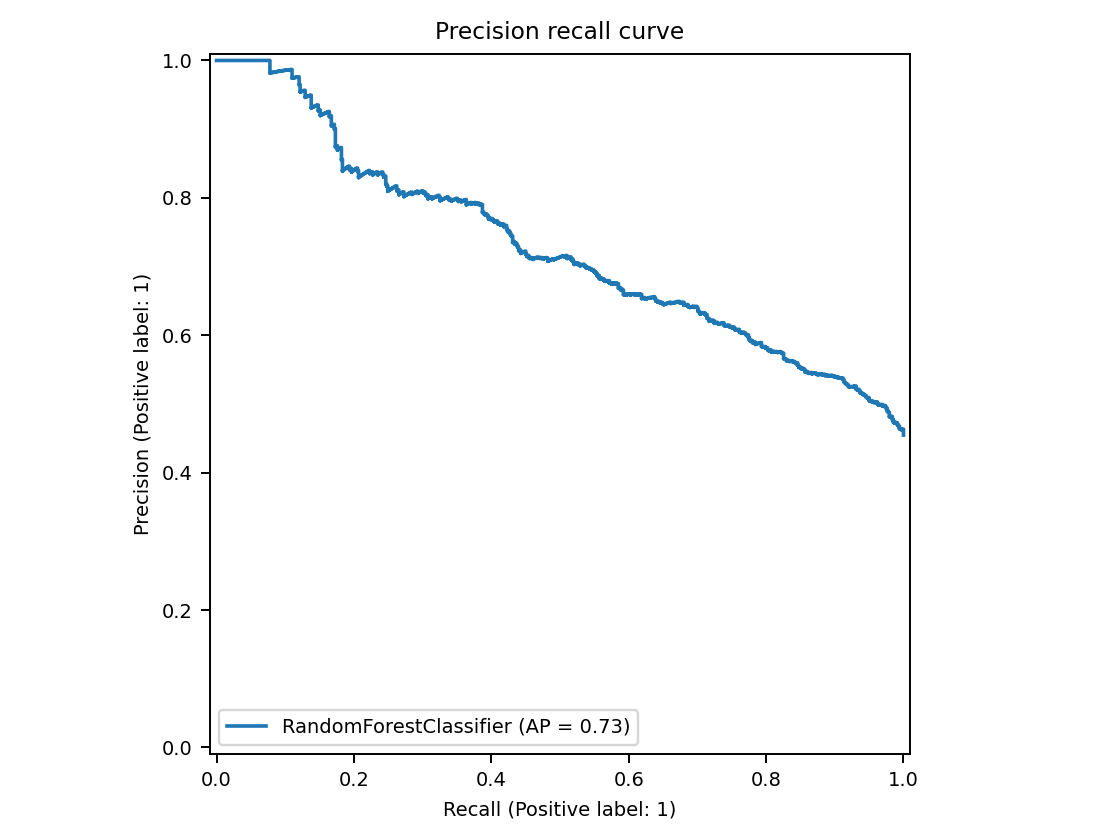 Precision recall curve
1.0
0.8
0.6
0.4
0.2
0.0
Precision (Positive label: 1)
RandomForestClassifier (AP = 0.73)
0.0 0.2 0.4 0.6 0.8 1.0
Recall (Positive label: 1)